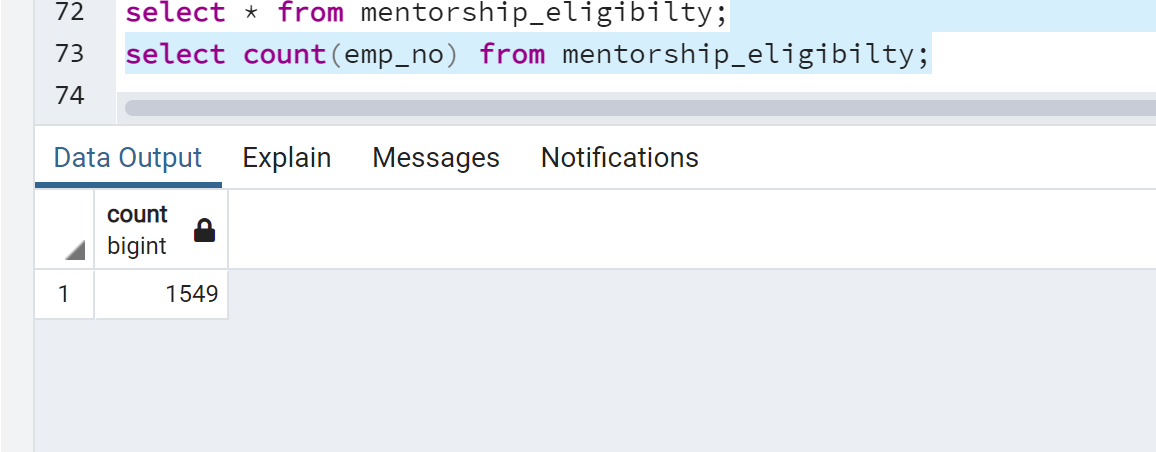 72 select * from mentorship_eligibilty;
73 select count(emp_no) from mentorship_eligibilty;
74
Data Output Explain Messages Notifications
count
bigint
1 1549